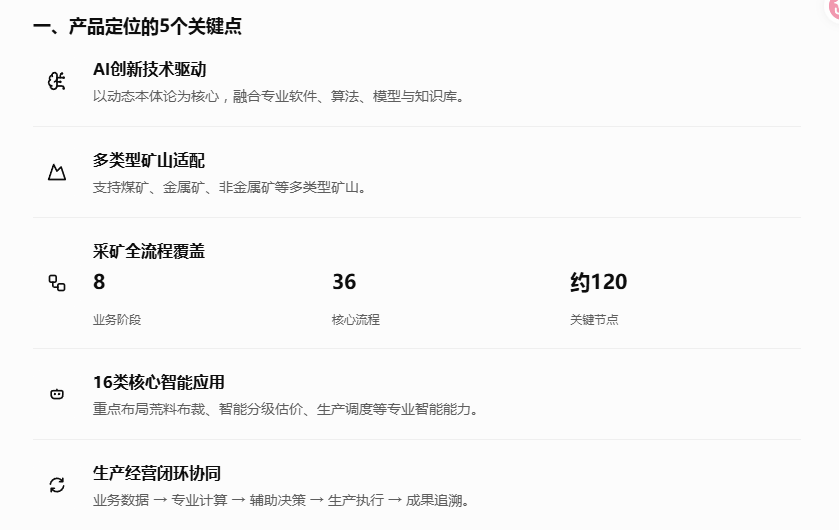 一、产品定位的5个关键点
AI创新技术驱动
以动态本体论为核心，融合专业软件、算法、模型与知识库。
多类型矿山适配
支持煤矿、金属矿、非金属矿等多类型矿山。
采矿全流程覆盖
8 36 约120
业务阶段 核心流程 关键节点
16类核心智能应用
重点布局荒料布裁、智能分级估价、生产调度等专业智能能力。
生产经营闭环协同
业务数据 → 专业计算 → 辅助决策 → 生产执行 → 成果追溯。